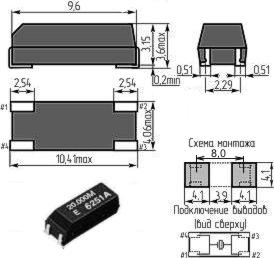 9,6
3.15
3,6max
0,2min
0.51
0.51
2.29
2,54
2,54
#1
#2
4.06max
#4
#3
10,41max
Схема монтажа
8.0
4.1
4.1
3.9
4.1
Подключение выводов
(вид сверху)
#4
#3
#1
#2
20.000M
E 6251A